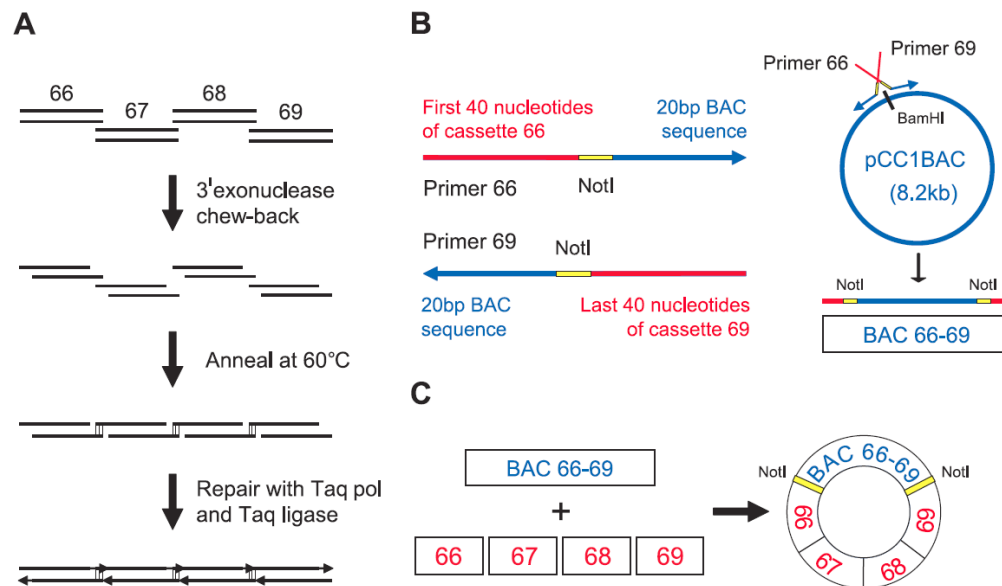 A
66
67
68
69
3'exonuclease
chew-back
Anneal at 60°C
Repair with Taq pol
and Taq ligase
B
First 40 nucleotides
of cassette 66
20bp BAC
sequence
Primer 66
NotI
Primer 69
NotI
20bp BAC
sequence
Last 40 nucleotides
of cassette 69
Primer 69
Primer 66
BamHI
pCC1BAC
(8.2kb)
NotI
NotI
BAC 66-69
C
BAC 66-69
+
66 67 68 69
NotI
BAC 66-69
NotI
66
67
68
69